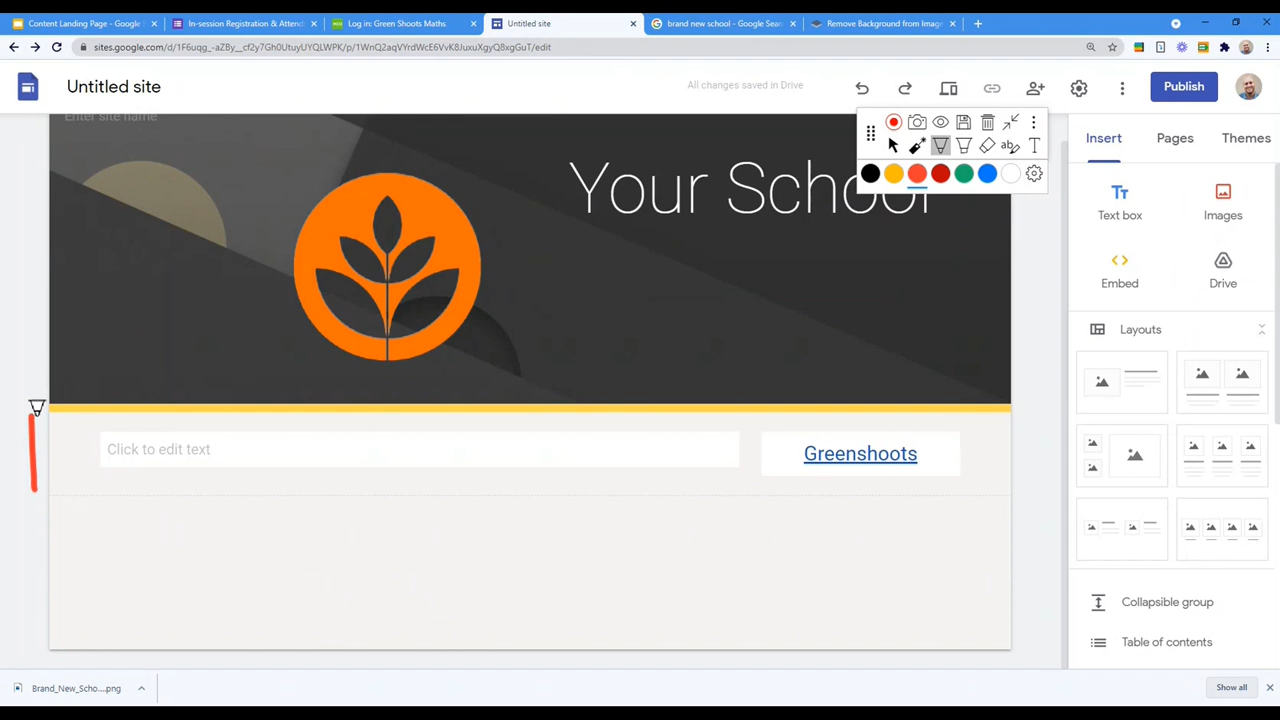 Content Landing Page - Google S
In-session Registration & Attend
Log in: Green Shoots Maths
Untitled site
brand new school - Google Sear
Remove Background from Imag
sites.google.com/d/1F6uqg_-aZBy__cf2y7Gh0UtuyUYQLWPK/p/1WnQ2aqVYrdWcE6VvK8JuxuXgyQ8xgGuT/edit
Untitled site
All changes saved in Drive
Publish
Enter site name
Your School
Insert
Pages
Themes
Text box
Images
Embed
Drive
Layouts
Click to edit text
Greenshoots
Collapsible group
Table of contents
Brand_New_Scho....png
Show all